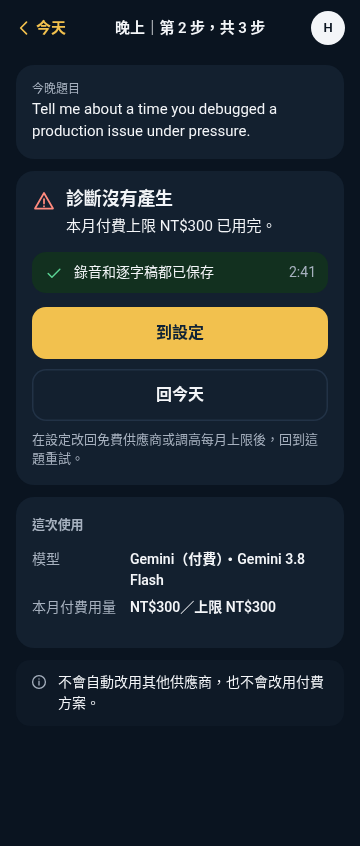 今天
晚上｜第 2 步，共 3 步
H
今晚題目
Tell me about a time you debugged a
production issue under pressure.
診斷沒有產生
本月付費上限 NT$300 已用完。
錄音和逐字稿都已保存
2:41
到設定
回今天
在設定改回免費供應商或調高每月上限後，回到這
題重試。
這次使用
模型
Gemini（付費）・Gemini 3.8
Flash
本月付費用量
NT$300／上限 NT$300
不會自動改用其他供應商，也不會改用付費
方案。